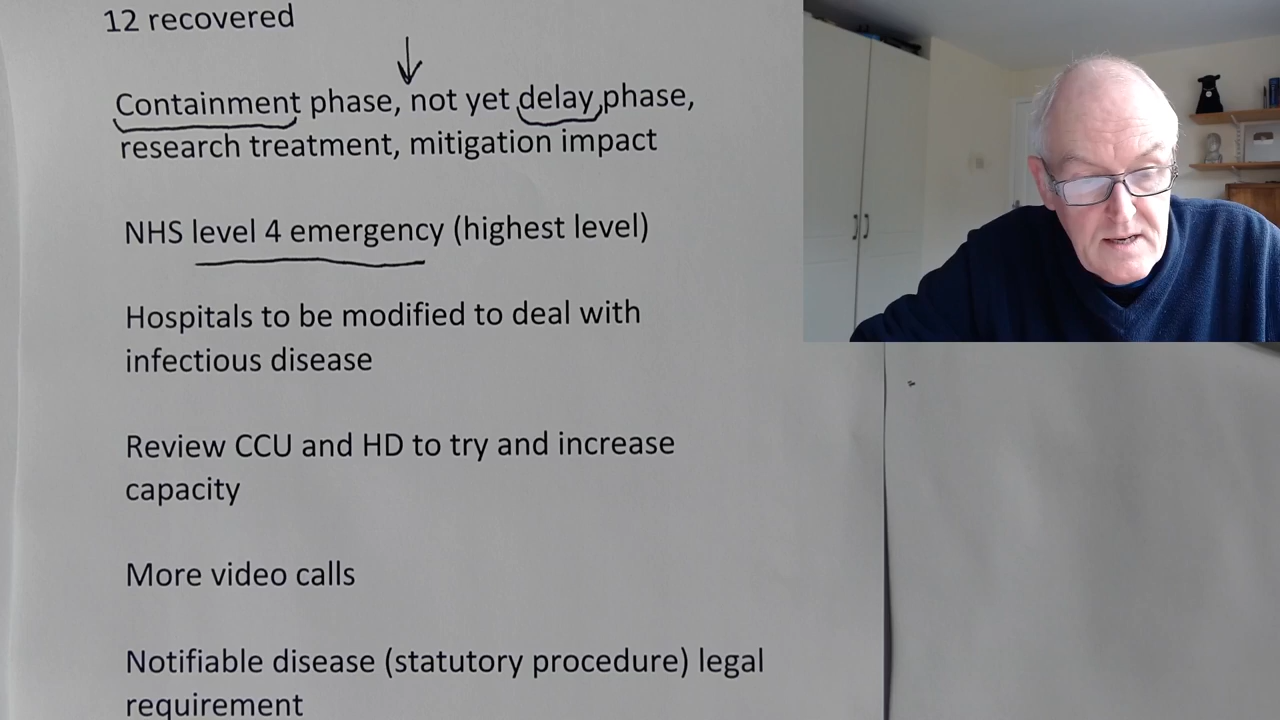 12 recovered
Containment phase, not yet delay phase,
research treatment, mitigation impact
NHS level 4 emergency (highest level)
Hospitals to be modified to deal with
infectious disease
Review CCU and HD to try and increase
capacity
More video calls
Notifiable disease (statutory procedure) legal
requirement